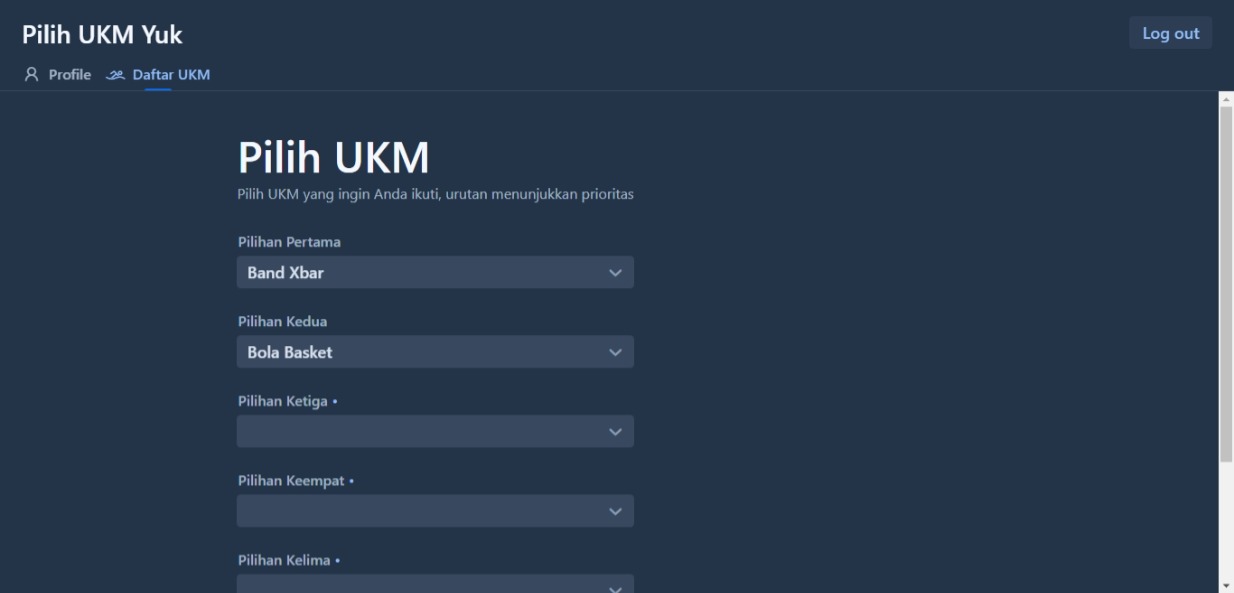 Pilih UKM Yuk
Log out
Profile
Daftar UKM
Pilih UKM
Pilih UKM yang ingin Anda ikuti, urutan menunjukkan prioritas
Pilihan Pertama
Band Xbar
Pilihan Kedua
Bola Basket
Pilihan Ketiga •
Pilihan Keempat •
Pilihan Kelima •